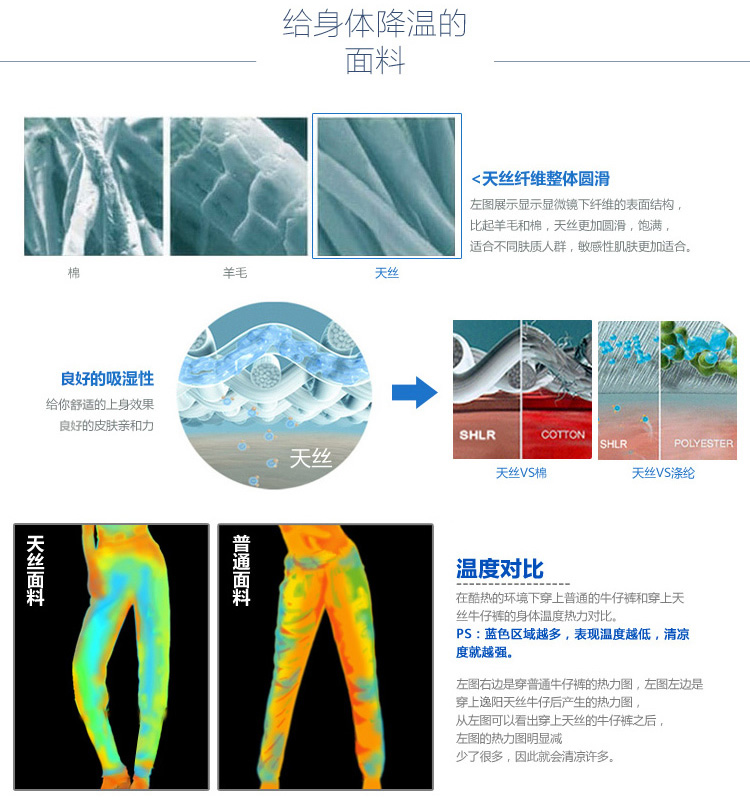 给身体降温的
面料
<天丝纤维整体圆滑
左图展示显示显微镜下纤维的表面结构，
比起羊毛和棉，天丝更加圆滑，饱满，
适合不同肤质人群，敏感性肌肤更加适合。
棉
羊毛
天丝
良好的吸湿性
给你舒适的上身效果
良好的皮肤亲和力
天丝
SHLR
COTTON
SHLR
POLYESTER
天丝VS棉
天丝VS涤纶
天丝面料
普通面料
温度对比
在酷热的环境下穿上普通的牛仔裤和穿上天
丝牛仔裤的身体温度热力对比。
PS：蓝色区域越多，表现温度越低，清凉
度就越强。
左图右边是穿普通牛仔裤的热力图，左图左边是
穿上逸阳天丝牛仔后产生的热力图，
从左图可以看出穿上天丝的牛仔裤之后，
左图的热力图明显减
少了很多，因此就会清凉许多。